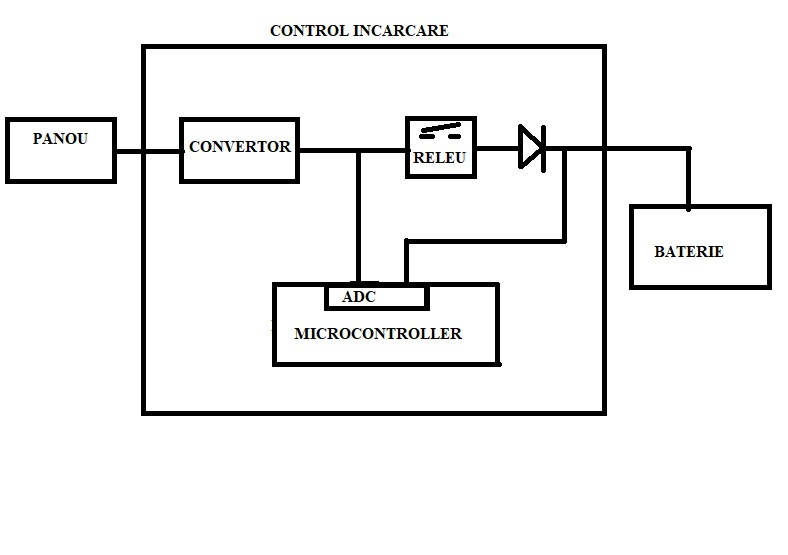 CONTROL INCARCARE
PANOU
CONVERTOR
RELEU
BATERIE
ADC
MICROCONTROLLER